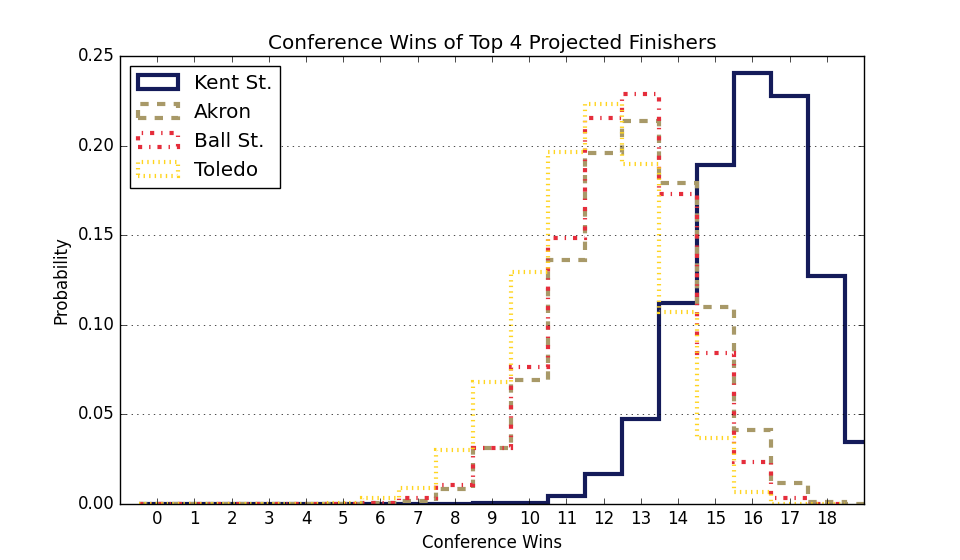 Conference Wins of Top 4 Projected Finishers
0.25
0.20
0.15
0.10
0.05
0.00
Probability
Kent St.
Akron
Ball St.
Toledo
0 1 2 3 4 5 6 7 8 9 10 11 12 13 14 15 16 17 18
Conference Wins